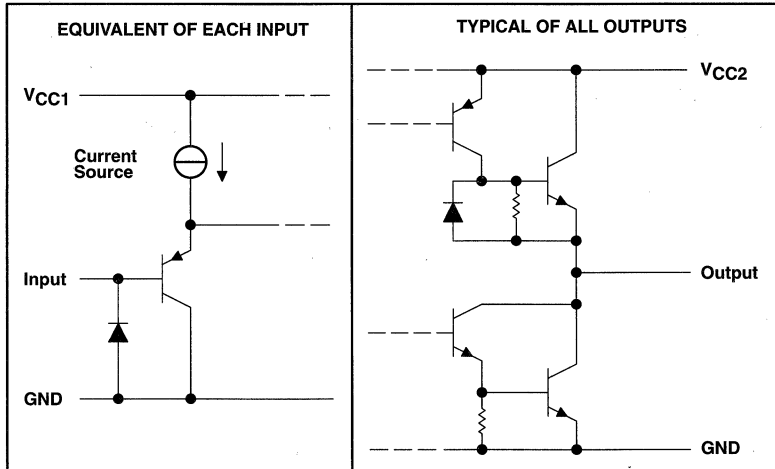 EQUIVALENT OF EACH INPUT
VCC1
Current
Source
Input
GND
TYPICAL OF ALL OUTPUTS
VCC2
Output
GND